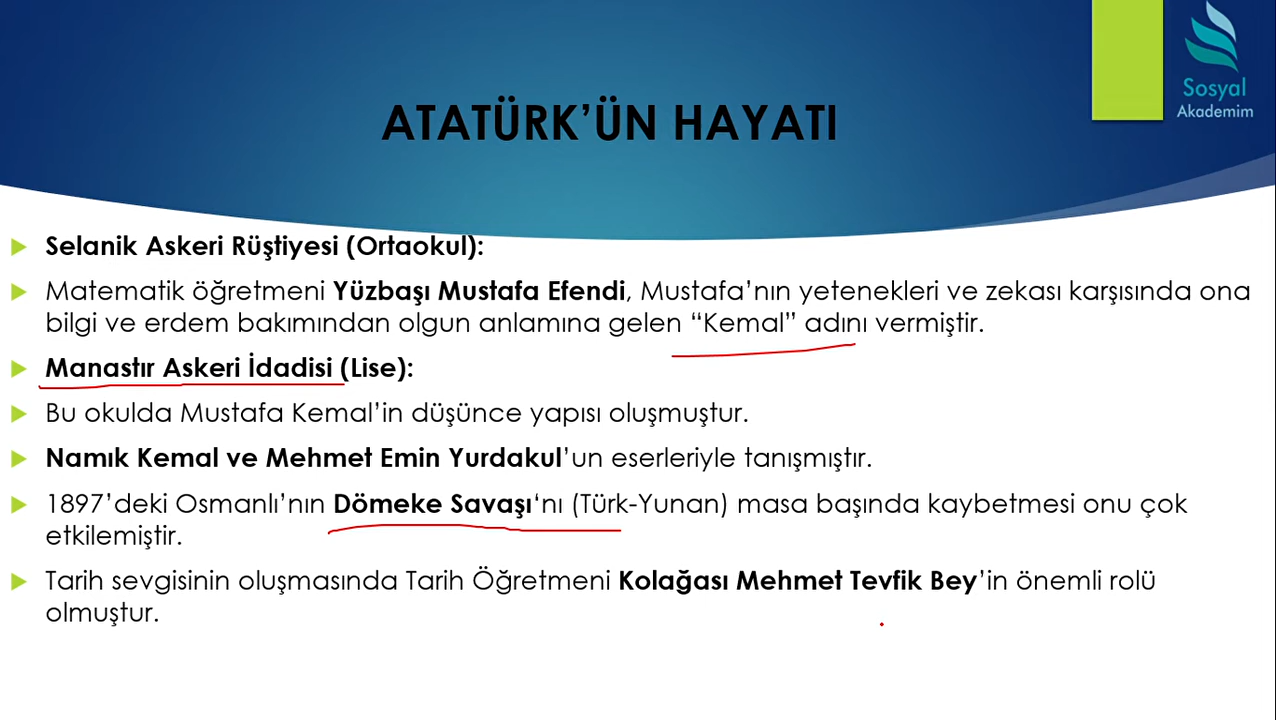 Sosyal
Akademim
ATATÜRK’ÜN HAYATI
Selanik Askeri Rüştiyesi (Ortaokul):
Matematik öğretmeni Yüzbaşı Mustafa Efendi, Mustafa’nın yetenekleri ve zekası karşısında ona
bilgi ve erdem bakımından olgun anlamına gelen “Kemal” adını vermiştir.
Manastır Askeri İdadisi (Lise):
Bu okulda Mustafa Kemal’in düşünce yapısı oluşmuştur.
Namık Kemal ve Mehmet Emin Yurdakul’un eserleriyle tanışmıştır.
1897’deki Osmanlı’nın Dömeke Savaşı‘nı (Türk-Yunan) masa başında kaybetmesi onu çok
etkilemiştir.
Tarih sevgisinin oluşmasında Tarih Öğretmeni Kolağası Mehmet Tevfik Bey’in önemli rolü
olmuştur.